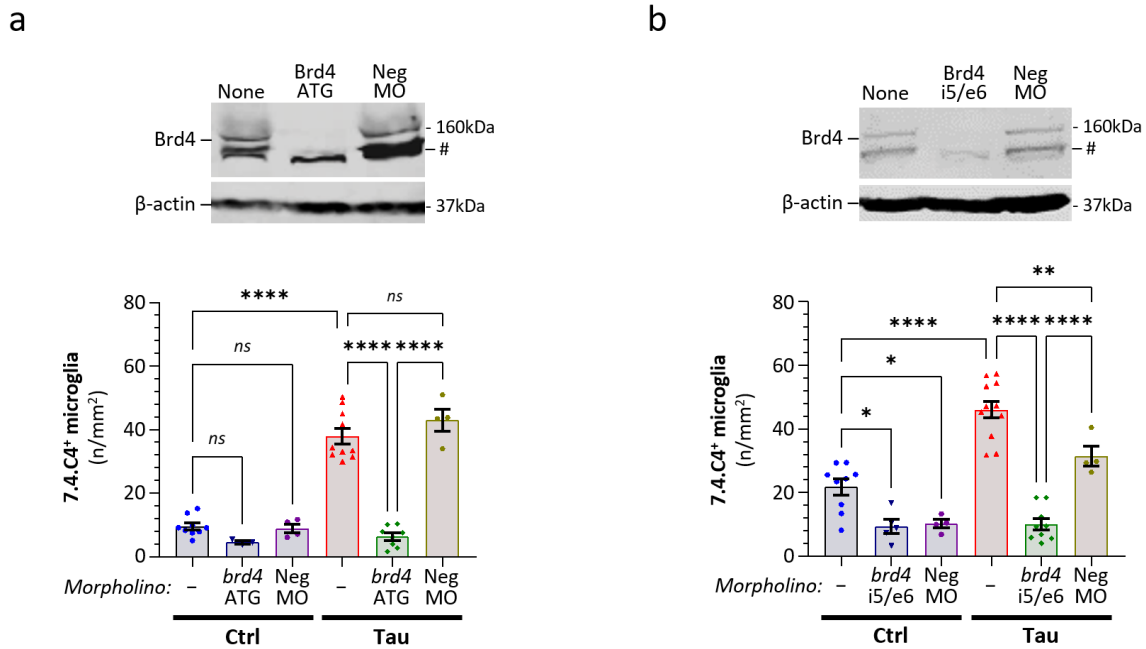 a
None
Brd4
ATG
Neg
MO
Brd4
- 160kDa
#
β-actin
- 37kDa
7.4.C4⁺ microglia
(n/mm²)
80
60
40
20
0
****
ns
ns
**** ****
ns
Morpholino:
–
brd4
ATG
Neg
MO
–
brd4
ATG
Neg
MO
Ctrl
Tau
b
None
Brd4
i5/e6
Neg
MO
Brd4
- 160kDa
#
β-actin
- 37kDa
7.4.C4⁺ microglia
(n/mm²)
80
60
40
20
0
**
**** ****
****
*
*
Morpholino:
–
brd4
i5/e6
Neg
MO
–
brd4
i5/e6
Neg
MO
Ctrl
Tau